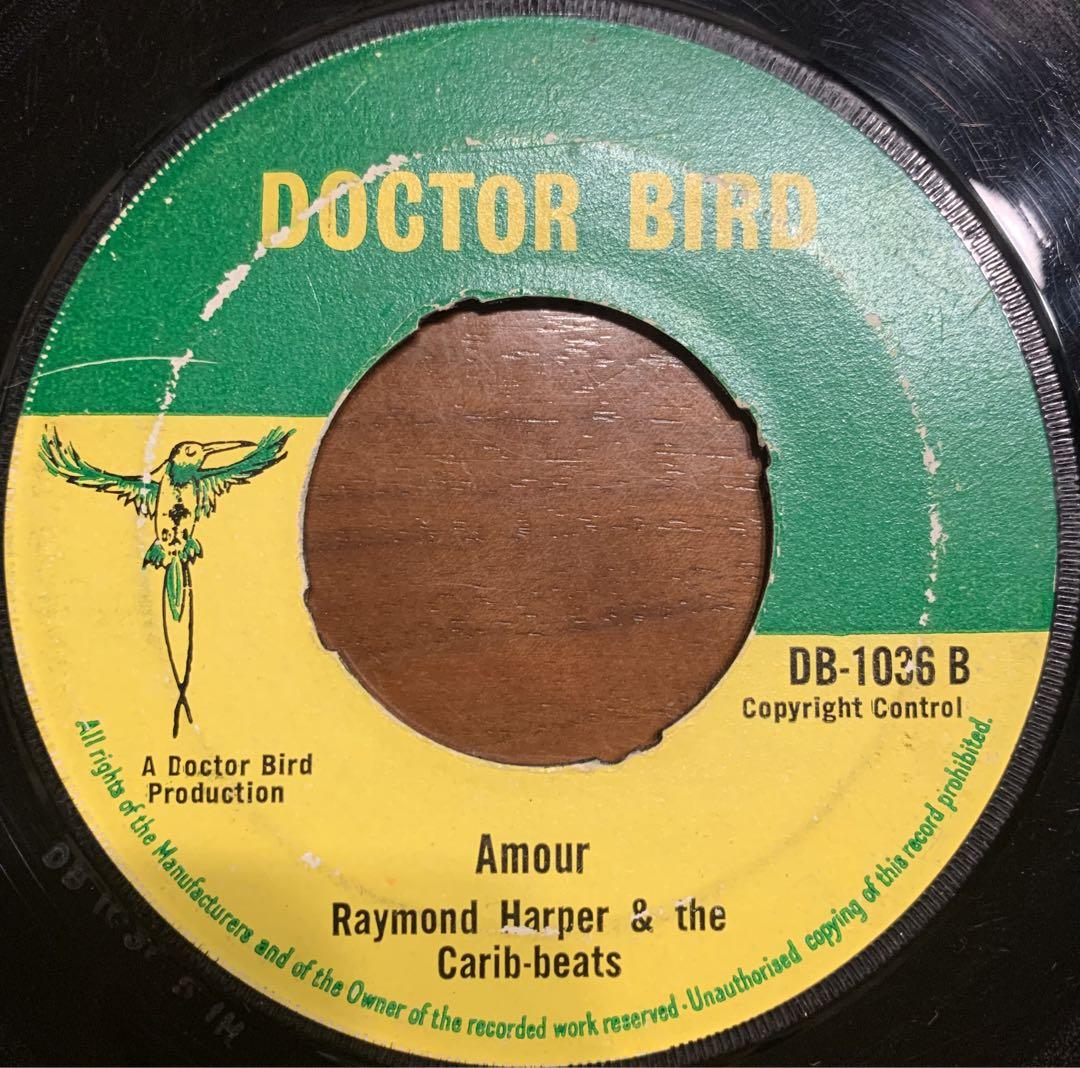 DOCTOR BIRD
DB-1036 B
Copyright Control
A Doctor Bird
Production
Amour
Raymond Harper & the
Carib-beats
All rights of the Manufacturers and of the Owner of the recorded work reserved-Unauthorised copying of this record prohibited.